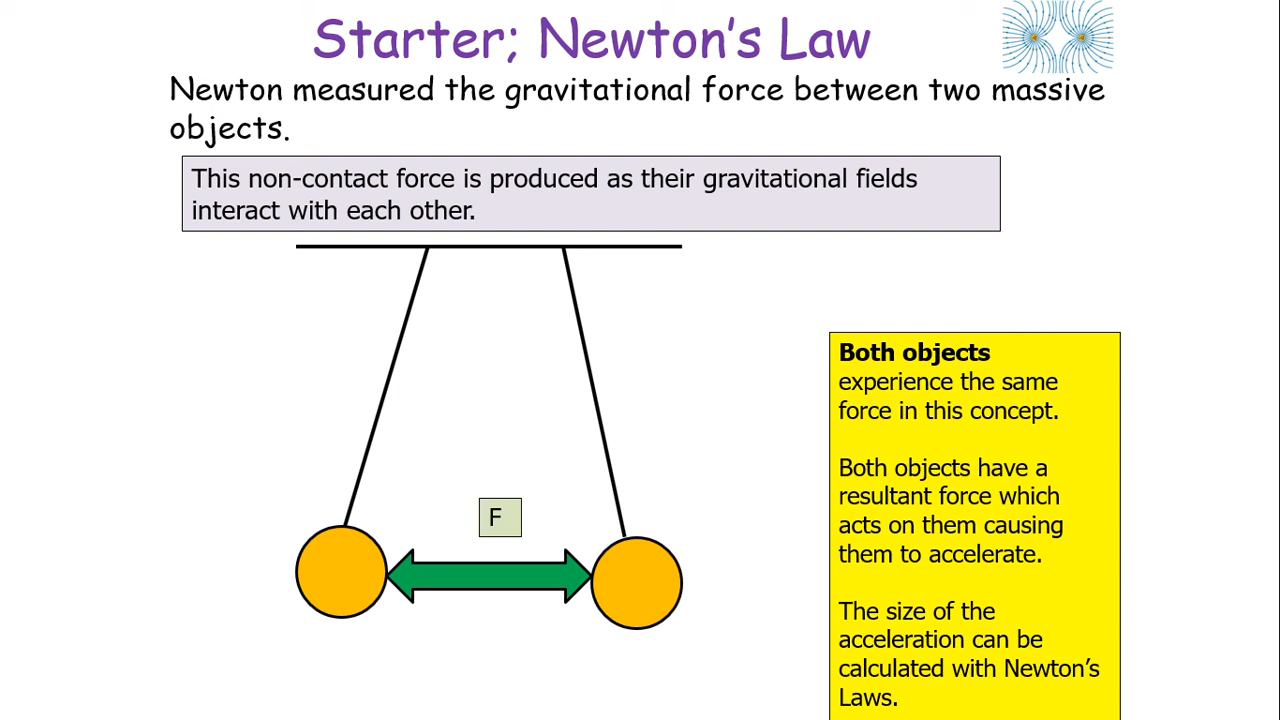 Starter; Newton's Law
Newton measured the gravitational force between two massive
objects.
This non-contact force is produced as their gravitational fields
interact with each other.
F
Both objects
experience the same
force in this concept.
Both objects have a
resultant force which
acts on them causing
them to accelerate.
The size of the
acceleration can be
calculated with Newton's
Laws.